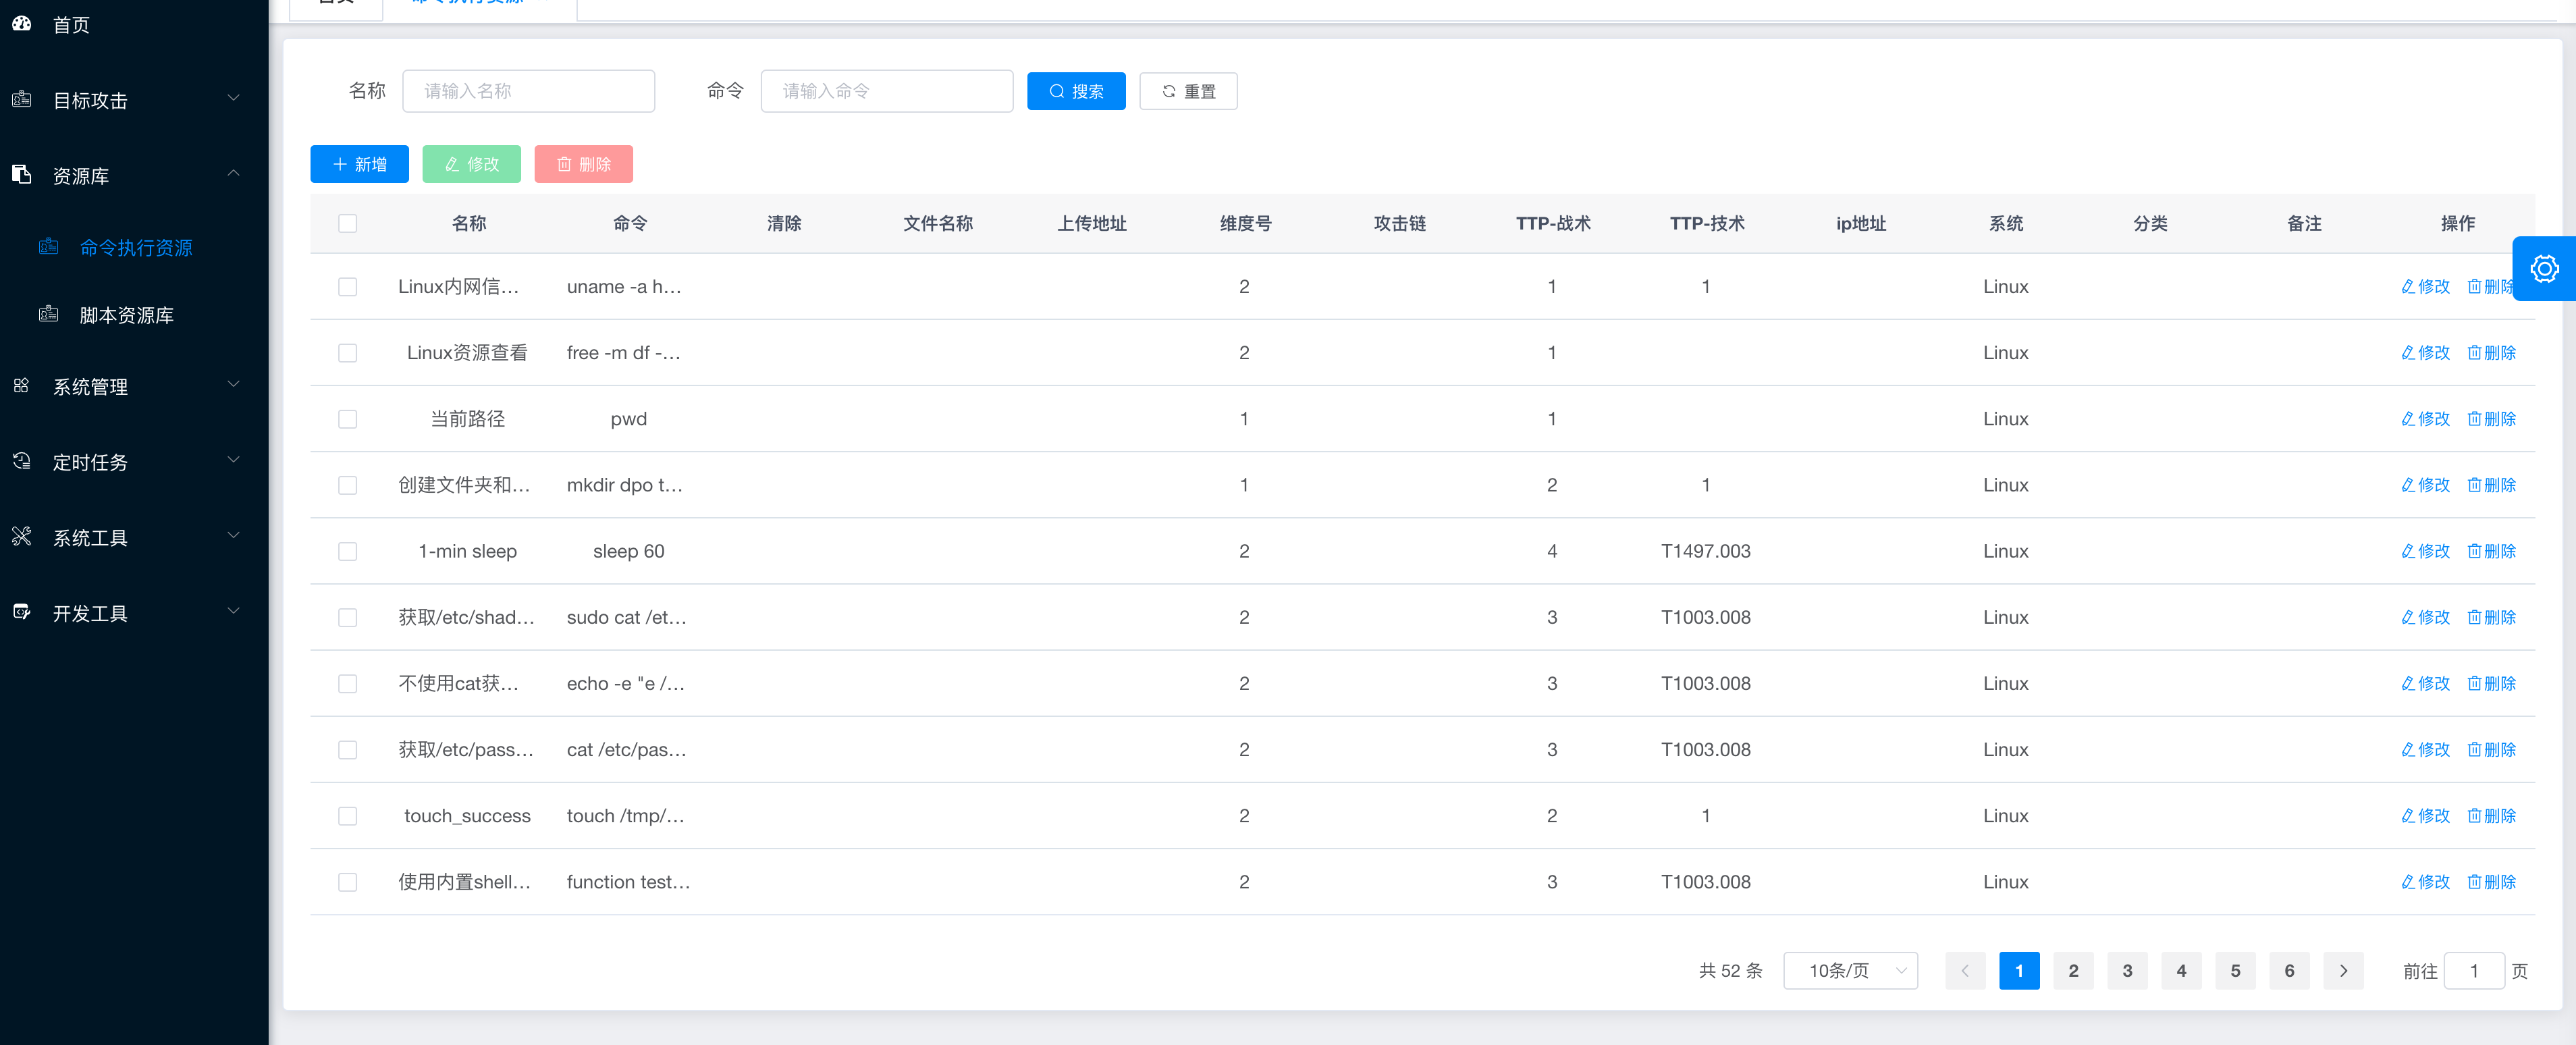 首页
目标攻击
资源库
命令执行资源
脚本资源库
系统管理
定时任务
系统工具
开发工具
首页 命令执行资源
名称 请输入名称 命令 请输入命令 搜索 重置
新增 修改 删除
名称 命令 清除 文件名称 上传地址 维度号 攻击链 TTP-战术 TTP-技术 ip地址 系统 分类 备注 操作
Linux内网信... uname -a h... 2 1 1 Linux 修改 删除
Linux资源查看 free -m df -... 2 1 Linux 修改 删除
当前路径 pwd 1 1 Linux 修改 删除
创建文件夹和... mkdir dpo t... 1 2 1 Linux 修改 删除
1-min sleep sleep 60 2 4 T1497.003 Linux 修改 删除
获取/etc/shad... sudo cat /et... 2 3 T1003.008 Linux 修改 删除
不使用cat获... echo -e "e /... 2 3 T1003.008 Linux 修改 删除
获取/etc/pass... cat /etc/pas... 2 3 T1003.008 Linux 修改 删除
touch_success touch /tmp/... 2 2 1 Linux 修改 删除
使用内置shell... function test... 2 3 T1003.008 Linux 修改 删除
共 52 条 10条/页 1 2 3 4 5 6 前往 1 页